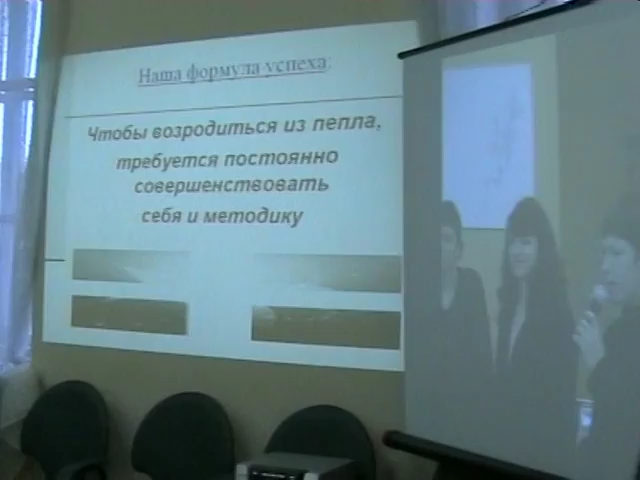 Наша формула успеха:
Чтобы возродиться из пепла,
требуется постоянно
совершенствовать
себя и методику